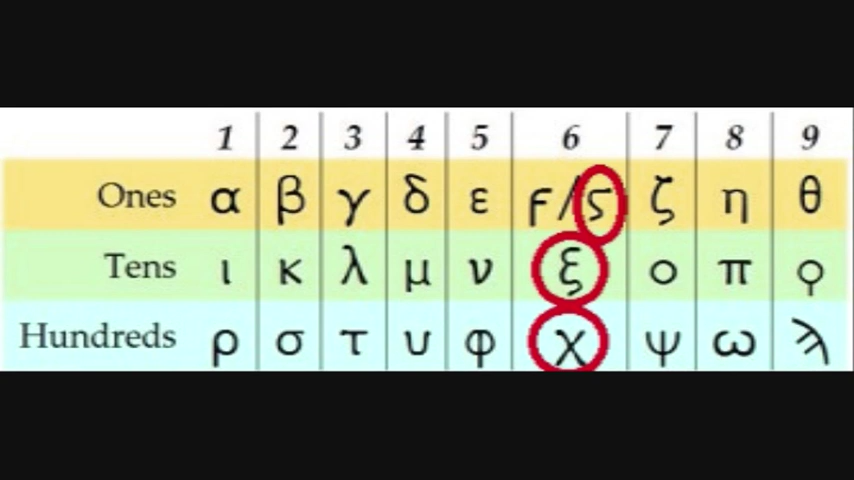 1 2 3 4 5 6 7 8 9
Ones α β γ δ ε ϝ/ϛ ζ η θ
Tens ι κ λ μ ν ξ ο π ϙ
Hundreds ρ σ τ υ φ χ ψ ω ϡ